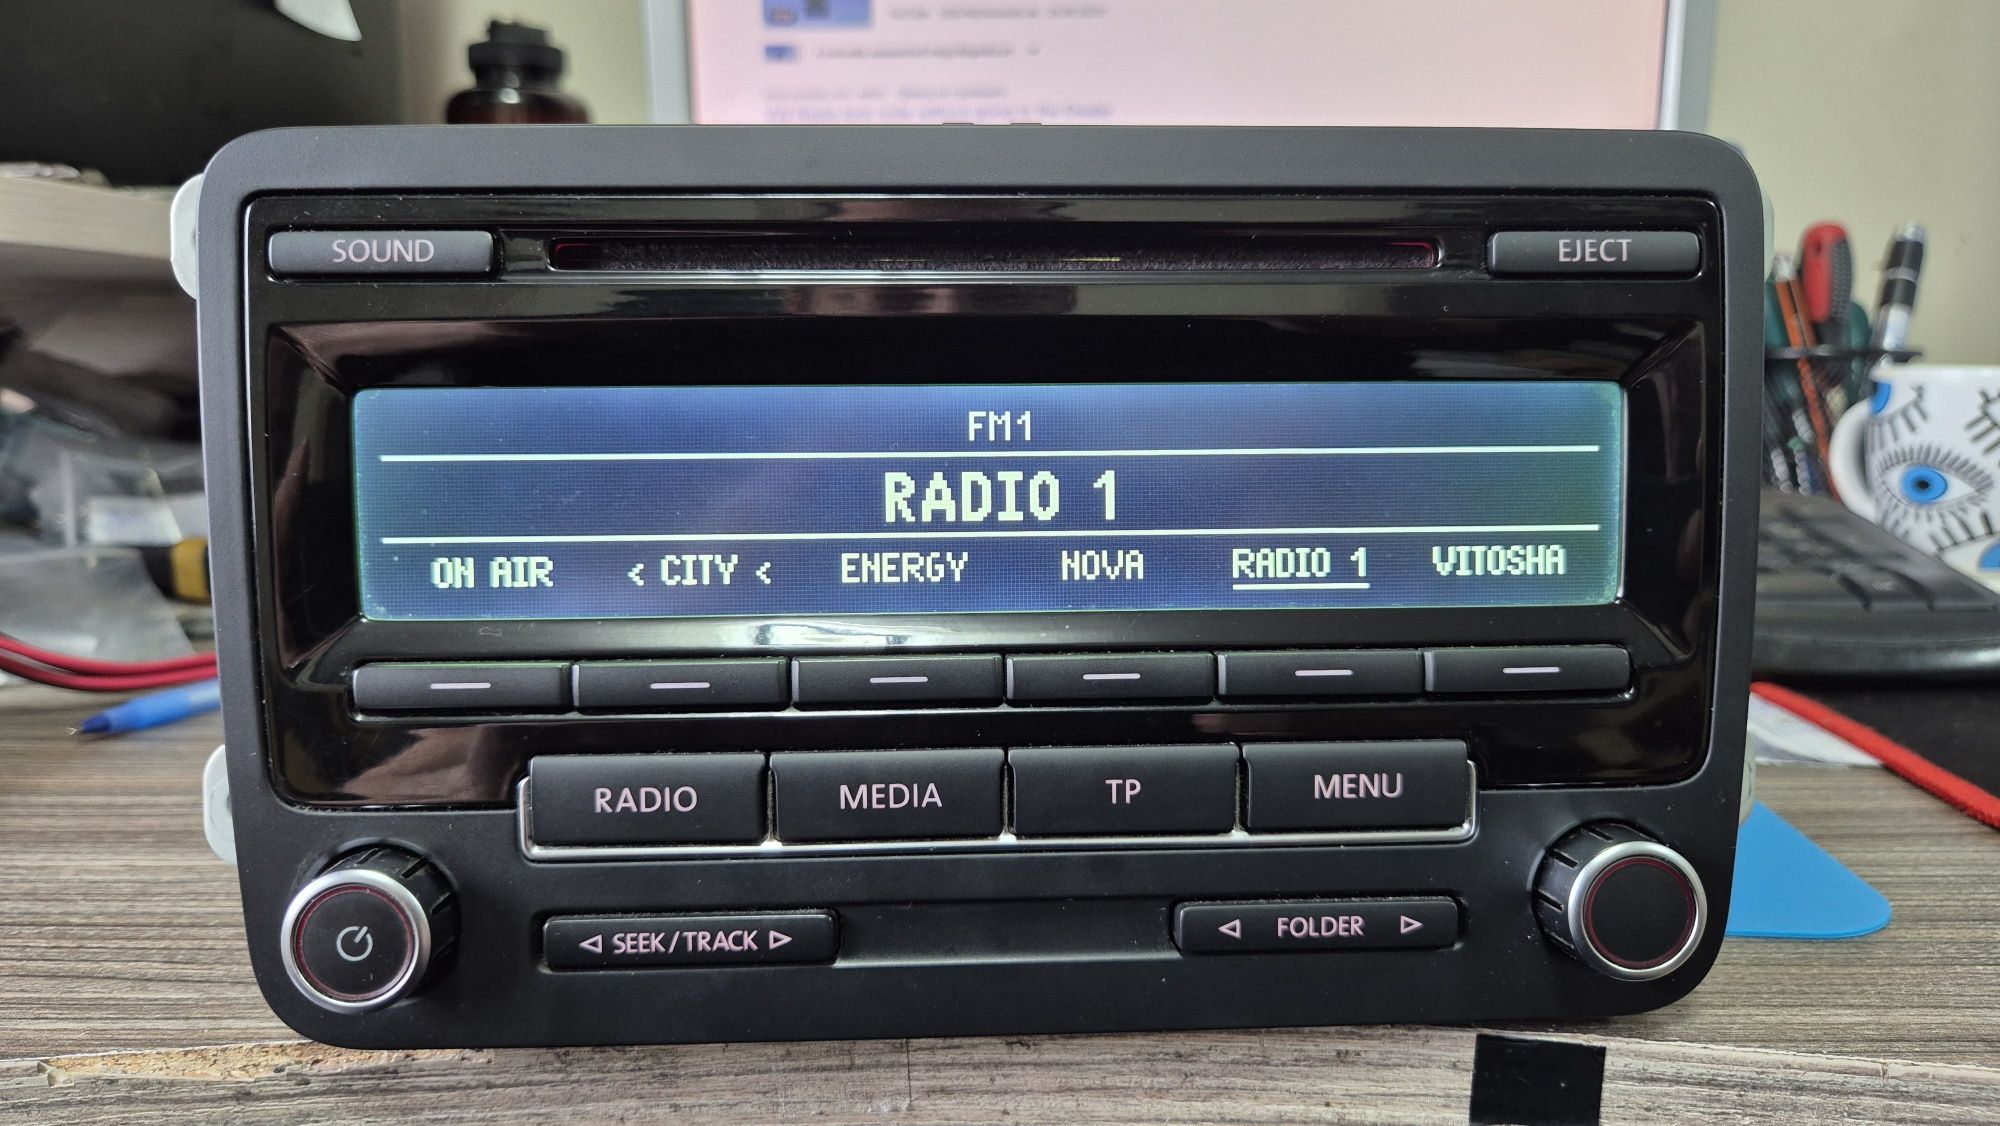 SOUND
EJECT
FM1
RADIO 1
ON AIR < CITY < ENERGY NOVA RADIO 1 VITOSHA
RADIO MEDIA TP MENU
SEEK/TRACK FOLDER